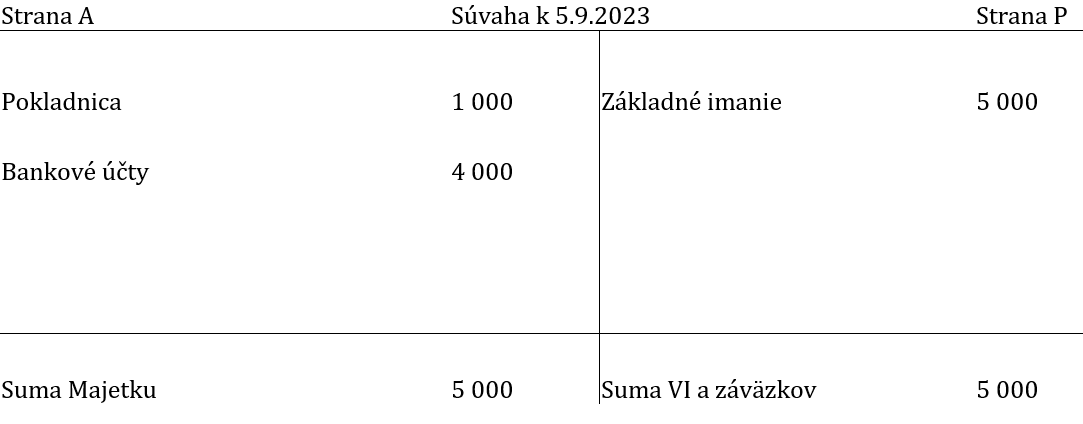 Strana A Súvaha k 5.9.2023 Strana P
Pokladnica 1 000 Základné imanie 5 000
Bankové účty 4 000
Suma Majetku 5 000 Suma VI a záväzkov 5 000